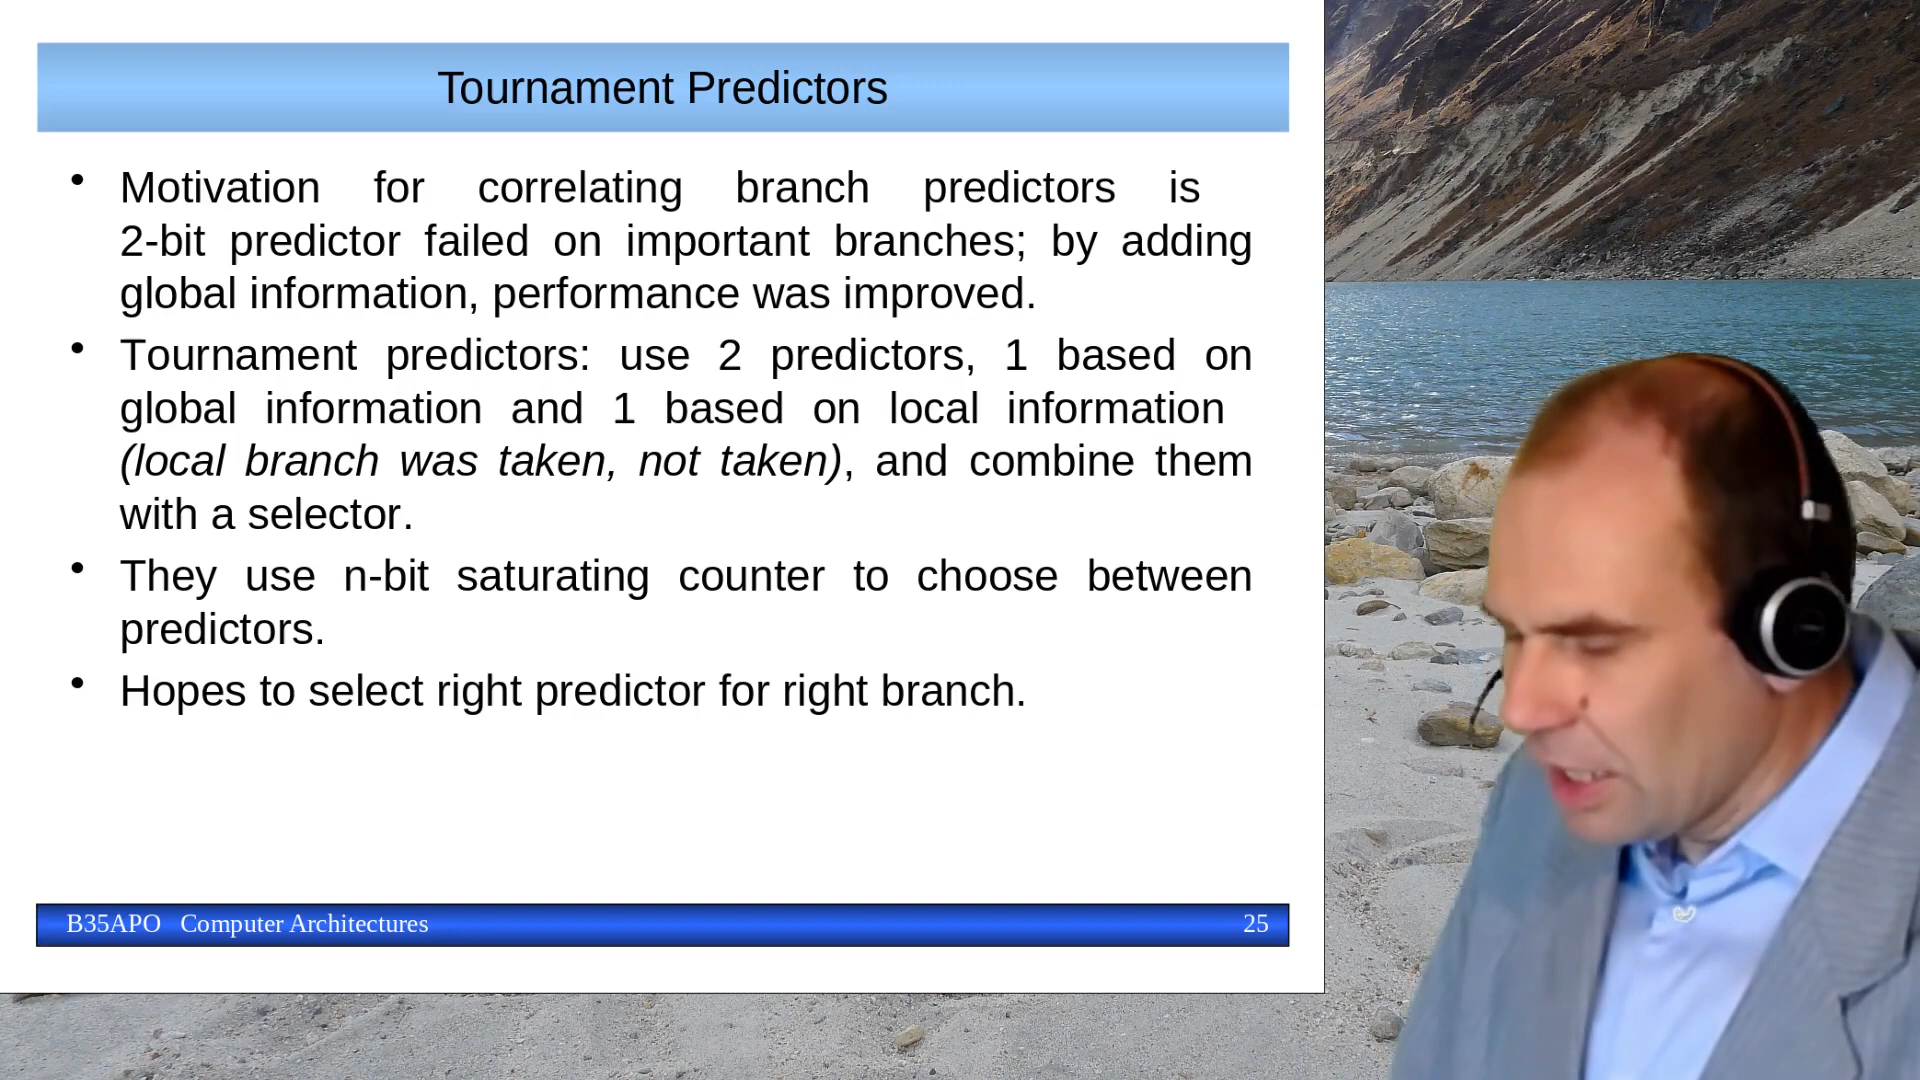 Tournament Predictors
• Motivation for correlating branch predictors is
2-bit predictor failed on important branches; by adding
global information, performance was improved.
• Tournament predictors: use 2 predictors, 1 based on
global information and 1 based on local information
(local branch was taken, not taken), and combine them
with a selector.
• They use n-bit saturating counter to choose between
predictors.
• Hopes to select right predictor for right branch.
B35APO Computer Architectures 25